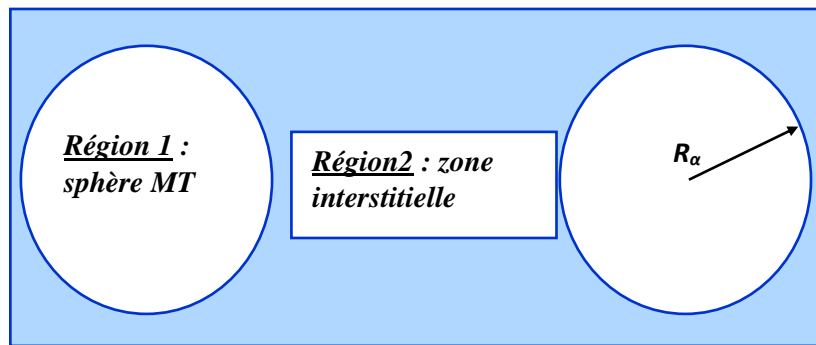 Région 1 :
sphère MT
Région2 : zone
interstitielle
Rα